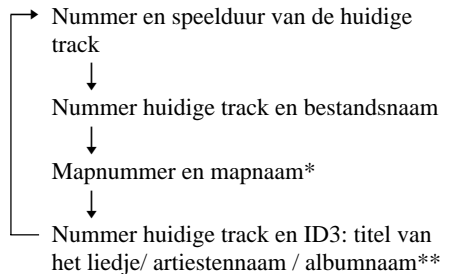 Nummer en speelduur van de huidige
track
Nummer huidige track en bestandsnaam
Mapnummer en mapnaam*
Nummer huidige track en ID3: titel van
het liedje/ artiestennaam / albumnaam**